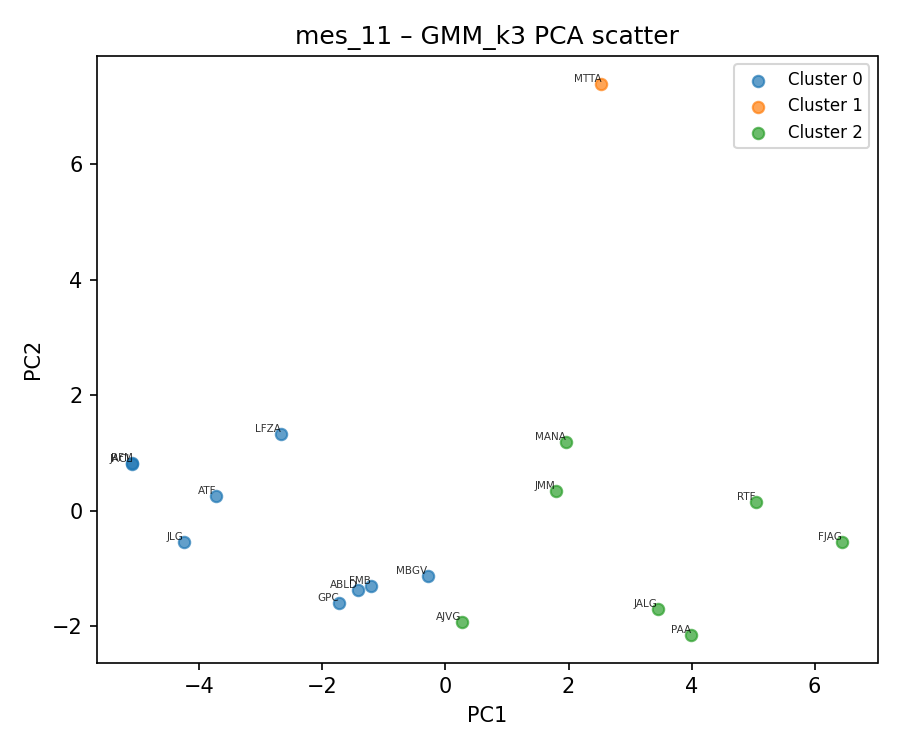 mes_11 – GMM_k3 PCA scatter
MTTA
Cluster 0
Cluster 1
Cluster 2
6
4
PC2
2
LFZA
MANA
ATF
JMM
RTF
0
JLG
FJAG
MBGV
FMB
ABLD
GPC
AJVG
JALG
PAA
−2
−4
−2
0
2
4
6
PC1